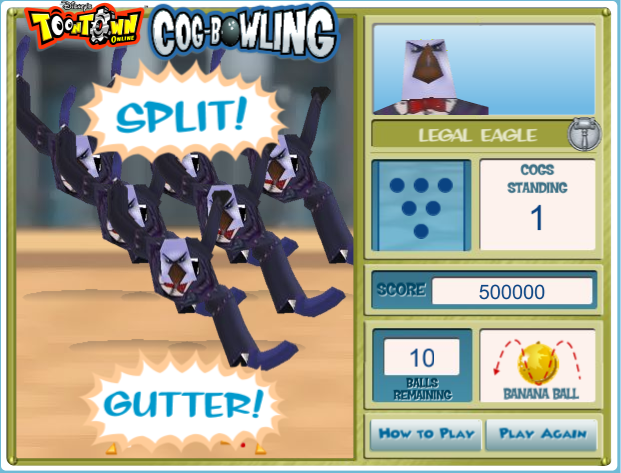 Disney's
TOONTOWN
ONLINE
COG-BOWLING
SPLIT!
GUTTER!
LEGAL EAGLE
COGS
STANDING
1
SCORE 500000
10
BALLS
REMAINING
BANANA BALL
HOW TO PLAY
PLAY AGAIN